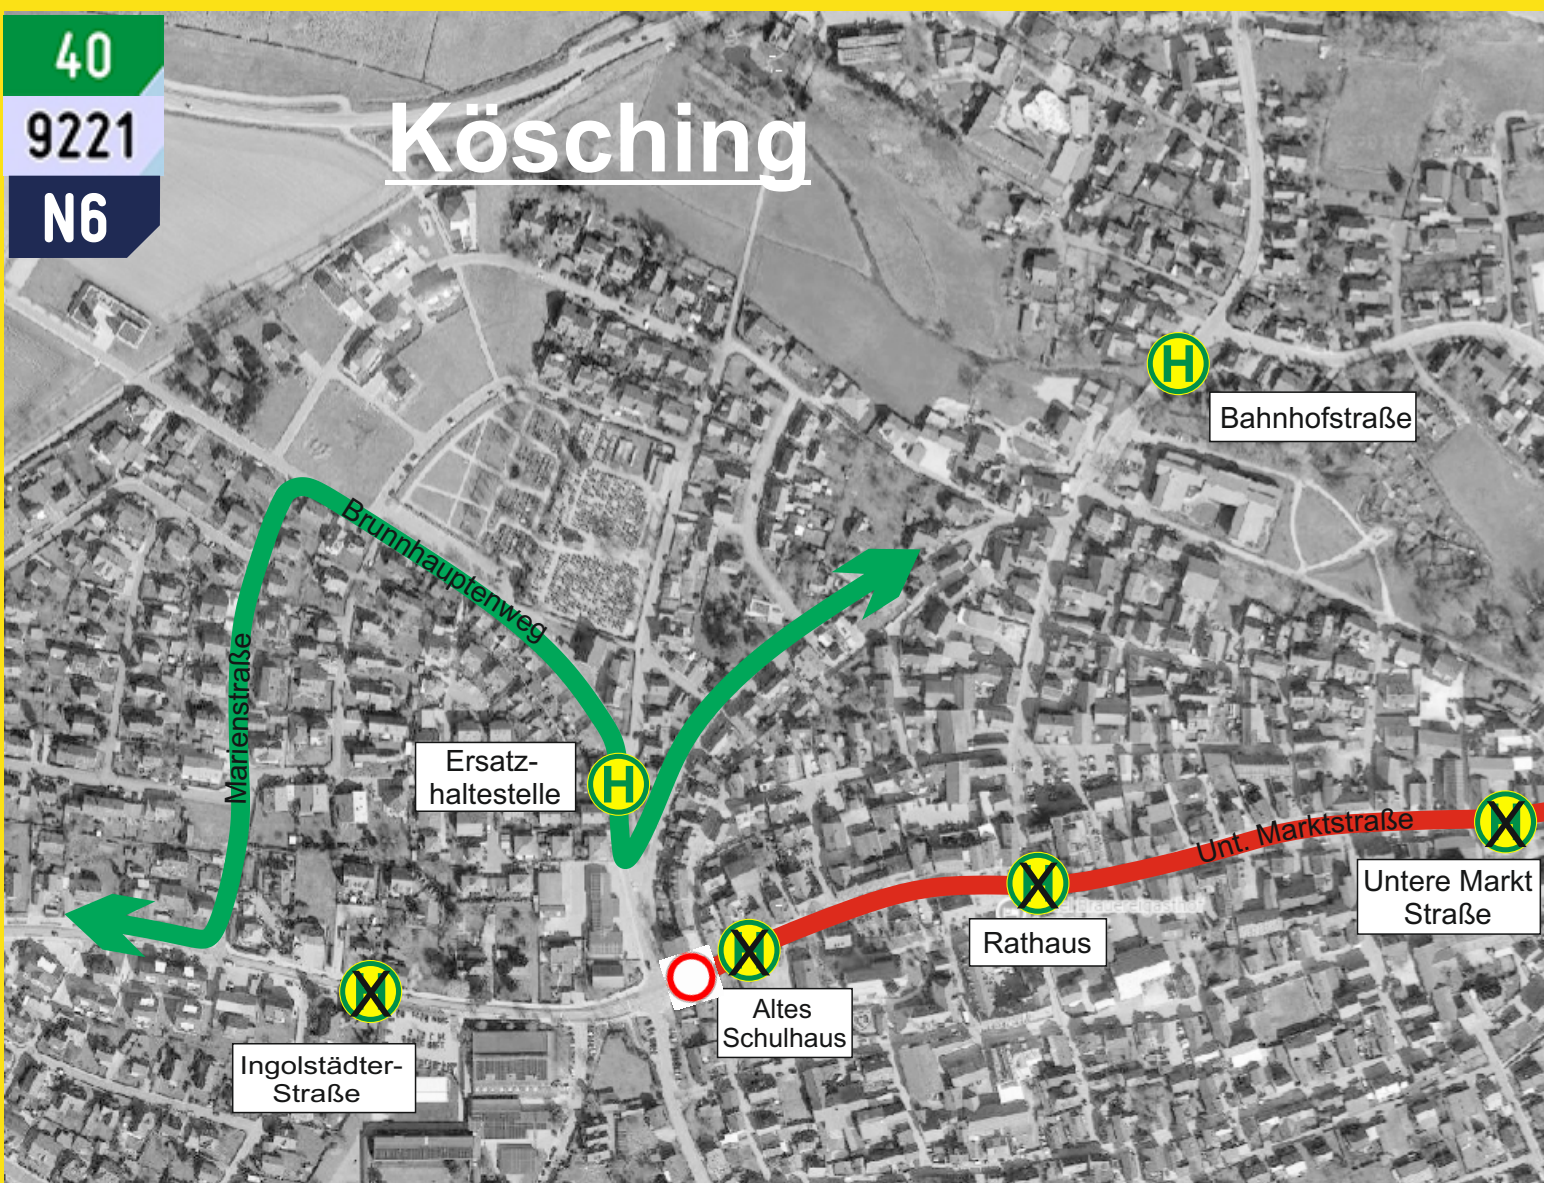 40
9221
N6
Kösching
H
Bahnhofstraße
Brunnhauptenweg
Marienstraße
Ersatz-
haltestelle
H
Unt. Marktstraße
Untere Markt
Straße
Rathaus
Altes
Schulhaus
Ingolstädter-
Straße